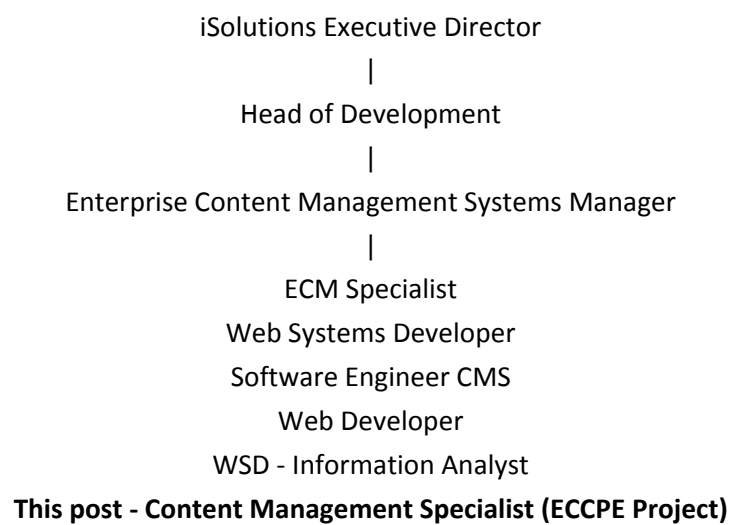 iSolutions Executive Director
|
Head of Development
|
Enterprise Content Management Systems Manager
|
ECM Specialist
Web Systems Developer
Software Engineer CMS
Web Developer
WSD - Information Analyst
This post - Content Management Specialist (ECCPE Project)